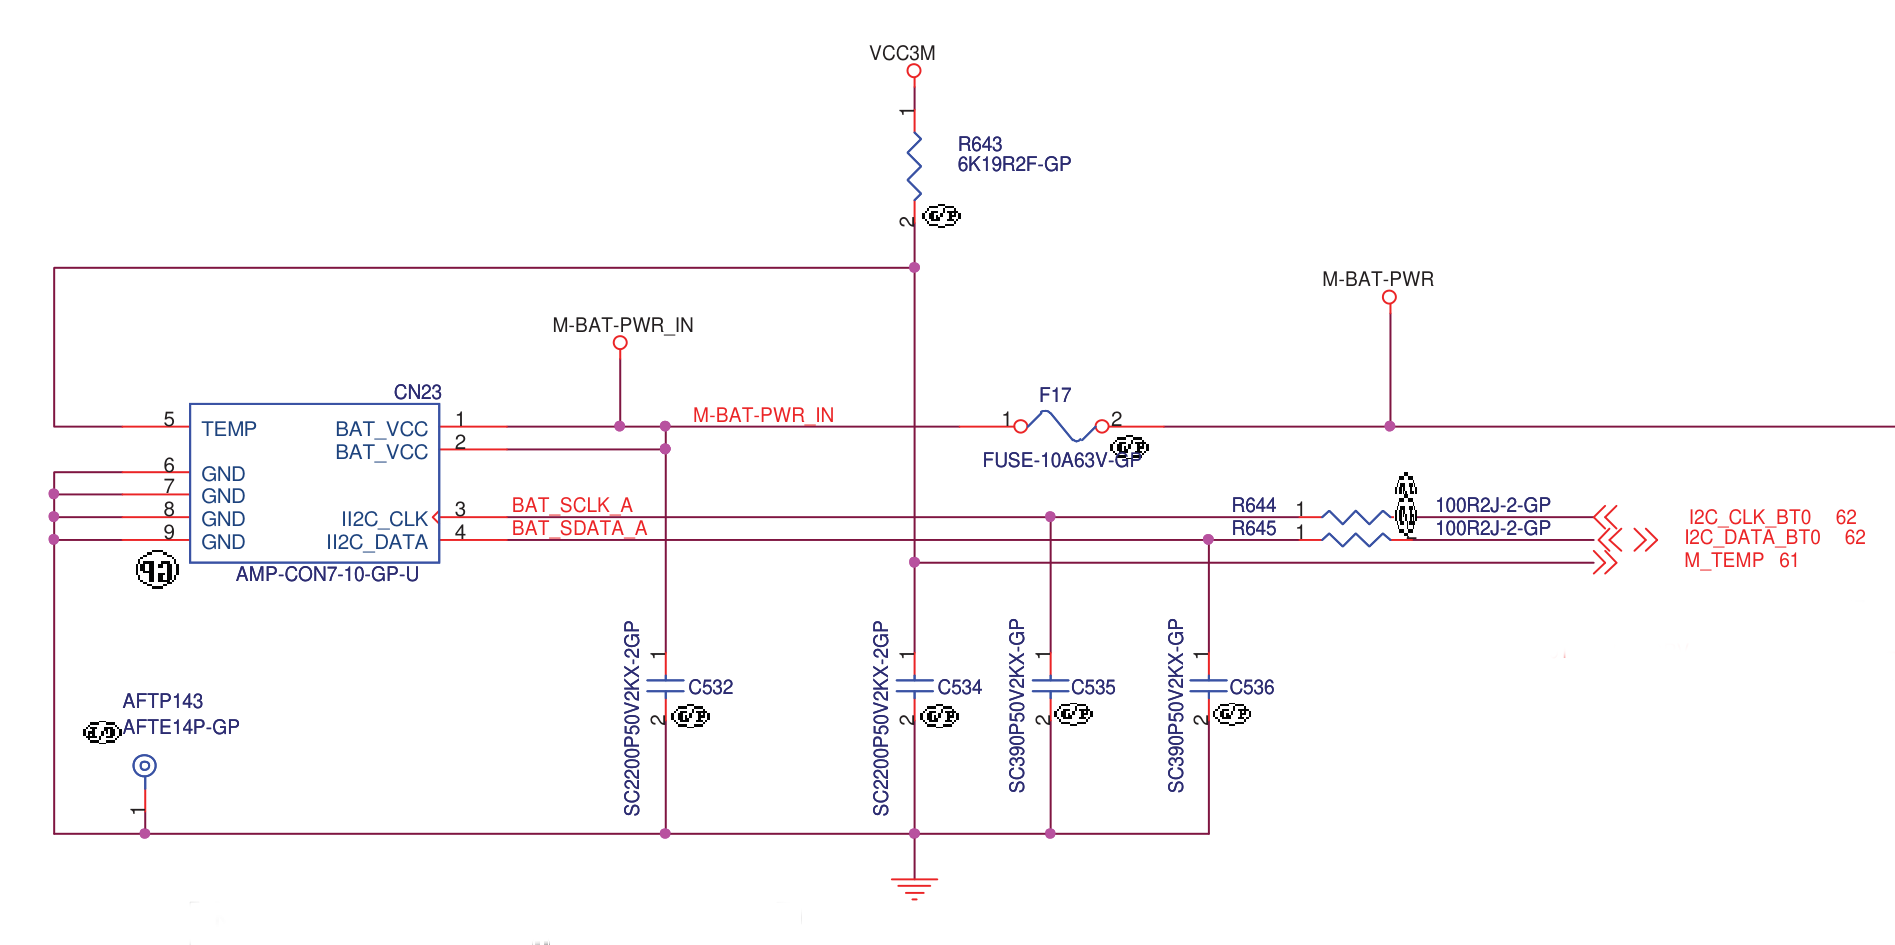 VCC3M
1
R643
6K19R2F-GP
2
G/P
M-BAT-PWR
M-BAT-PWR_IN
CN23
F17
5
TEMP
BAT_VCC
1
M-BAT-PWR_IN
1
2
BAT_VCC
2
G/P
FUSE-10A63V-GP
6
GND
7
GND
8
GND
II2C_CLK
3
BAT_SCLK_A
R644
1
100R2J-2-GP
I2C_CLK_BT0 62
9
GND
II2C_DATA
4
BAT_SDATA_A
R645
1
100R2J-2-GP
I2C_DATA_BT0 62
M_TEMP 61
GP
AMP-CON7-10-GP-U
SC2200P50V2KX-2GP
1
C532
2
G/P
SC2200P50V2KX-2GP
1
C534
2
G/P
SC390P50V2KX-GP
1
C535
2
G/P
SC390P50V2KX-GP
1
C536
2
G/P
AFTP143
AFTE14P-GP
G/P
1